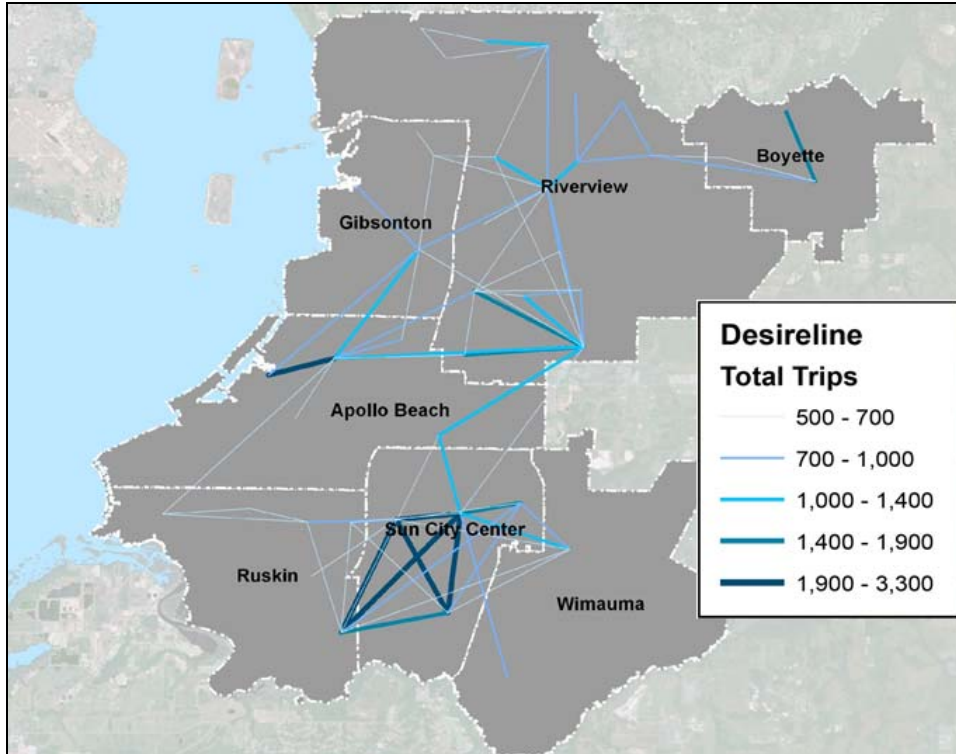 Boyette
Riverview
Gibsonton
Apollo Beach
Sun City Center
Ruskin
Wimauma
Desireline
Total Trips
500 - 700
700 - 1,000
1,000 - 1,400
1,400 - 1,900
1,900 - 3,300